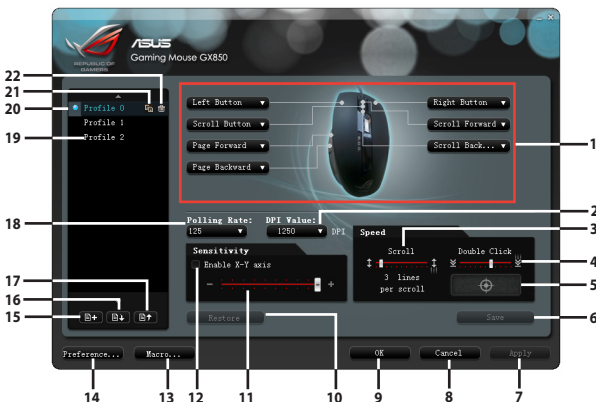 REPUBLIC OF
GAMERS
ASUS
Gaming Mouse GX850
22
21
20
19
Profile 0
Profile 1
Profile 2
Left Button
Scroll Button
Page Forward
Page Backward
Right Button
Scroll Forward
Scroll Back...
1
2
3
4
5
6
18
Polling Rate:
125
DPI Value:
1250
DPI
Sensitivity
Enable X-Y axis
Speed
Scroll
3 lines
per scroll
Double Click
17
16
15
Restore
Save
Preference...
Macro...
OK
Cancel
Apply
14
13
12
11
10
9
8
7